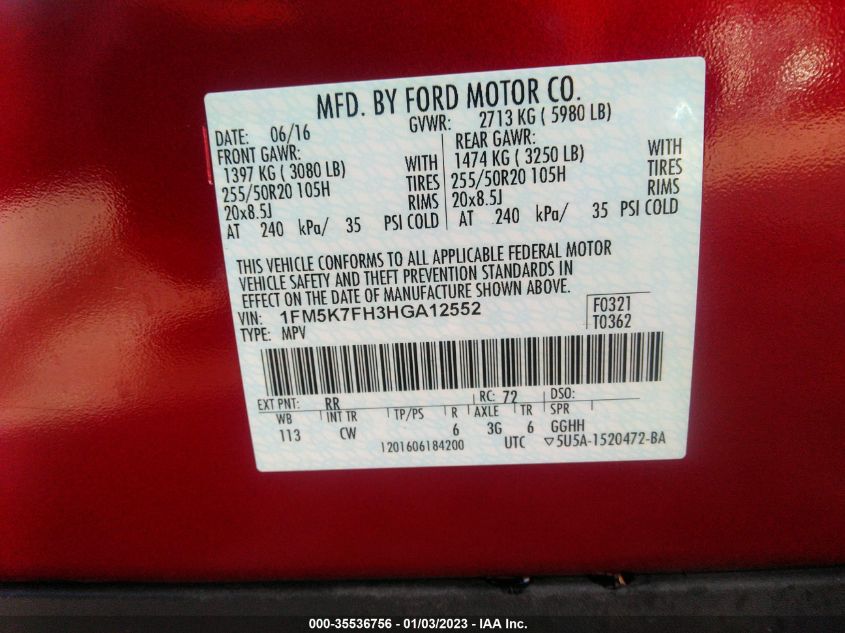 MFD. BY FORD MOTOR CO.
DATE: 06/16 GVWR: 2713 KG ( 5980 LB)
FRONT GAWR: REAR GAWR:
1397 KG ( 3080 LB) WITH 1474 KG ( 3250 LB) WITH
255/50R20 105H TIRES 255/50R20 105H TIRES
20x8.5J RIMS 20x8.5J RIMS
AT 240 kPa/ 35 PSI COLD AT 240 kPa/ 35 PSI COLD
THIS VEHICLE CONFORMS TO ALL APPLICABLE FEDERAL MOTOR
VEHICLE SAFETY AND THEFT PREVENTION STANDARDS IN
EFFECT ON THE DATE OF MANUFACTURE SHOWN ABOVE.
VIN: 1FM5K7FH3HGA12552 F0321
TYPE: MPV T0362
EXT PNT: RR RC: 72 DSO:
WB INT TR TP/PS R AXLE TR SPR
113 CW 6 3G 6 GGHH
1201606184200 UTC ▽5U5A-1520472-BA
000-35536756 - 01/03/2023 - IAA Inc.